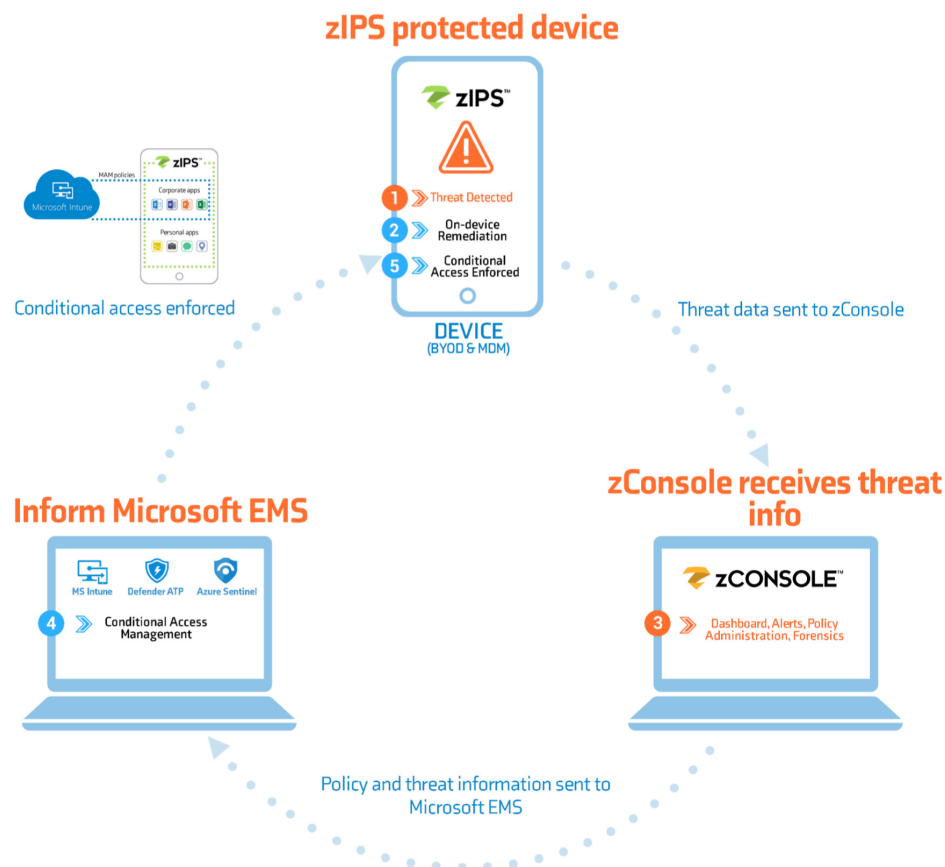 zIPS protected device
zIPS™
1 Threat Detected
2 On-device
Remediation
5 Conditional
Access Enforced
DEVICE
(BYOD & MDM)
MAM policies
zIPS™
Microsoft Intune
Corporate apps
Personal apps
Conditional access enforced
Threat data sent to zConsole
zConsole receives threat
info
zCONSOLE™
3 Dashboard, Alerts, Policy
Administration, Forensics
Inform Microsoft EMS
MS Intune Defender ATP Azure Sentinel
4 Conditional Access
Management
Policy and threat information sent to
Microsoft EMS